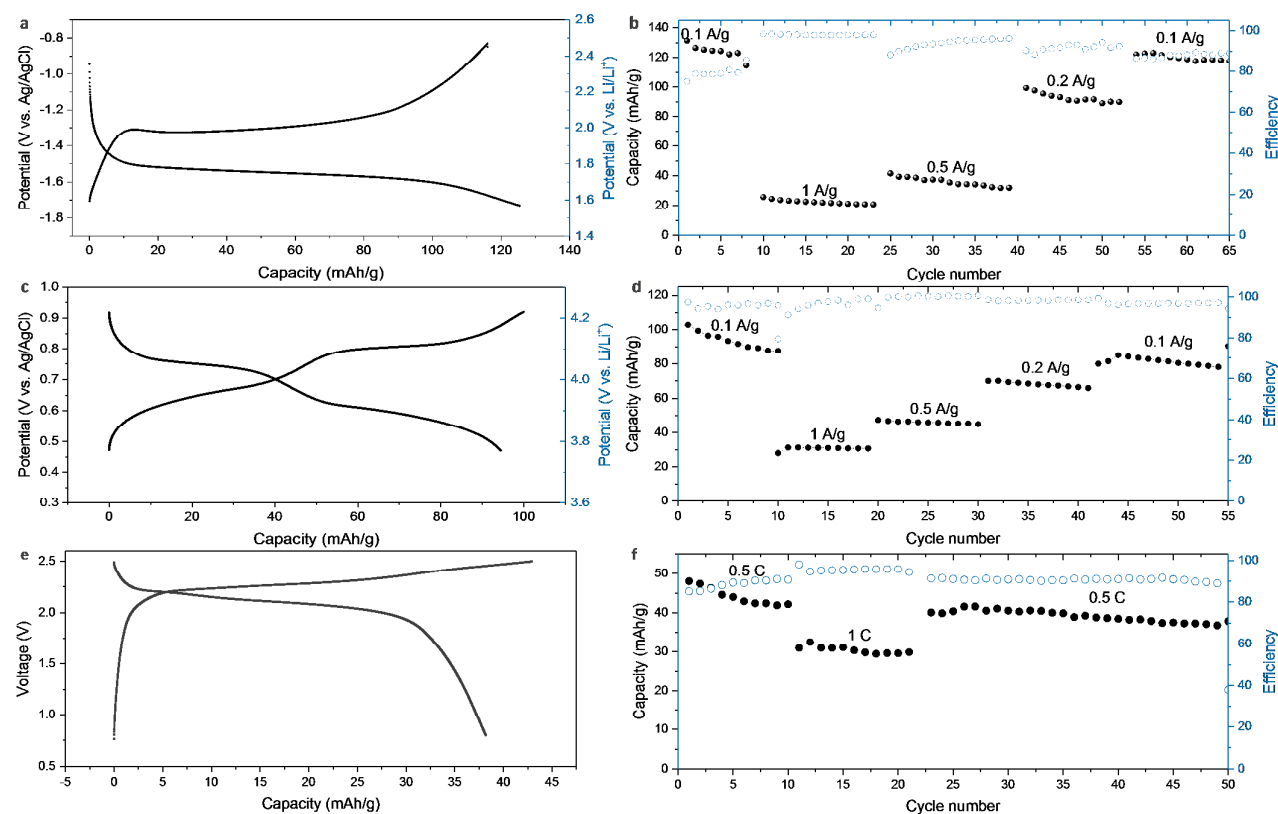 a
Potential (V vs. Ag/AgCl)
-0.8
-1.0
-1.2
-1.4
-1.6
-1.8
0 20 40 60 80 100 120 140
Capacity (mAh/g)
2.6
2.4
2.2
2.0
1.8
1.6
1.4
Potential (V vs. Li/Li⁺)
b
Capacity (mAh/g)
140
120
100
80
60
40
20
0
0.1 A/g
1 A/g
0.5 A/g
0.2 A/g
0.1 A/g
0 5 10 15 20 25 30 35 40 45 50 55 60 65
Cycle number
100
80
60
40
20
0
Efficiency
c
Potential (V vs. Ag/AgCl)
1.0
0.9
0.8
0.7
0.6
0.5
0.4
0.3
0 20 40 60 80 100
Capacity (mAh/g)
4.2
4.0
3.8
3.6
Potential (V vs. Li/Li⁺)
d
Capacity (mAh/g)
120
100
80
60
40
20
0
0.1 A/g
1 A/g
0.5 A/g
0.2 A/g
0.1 A/g
0 5 10 15 20 25 30 35 40 45 50 55
Cycle number
100
80
60
40
20
0
Efficiency
e
Voltage (V)
2.5
2.0
1.5
1.0
0.5
-5 0 5 10 15 20 25 30 35 40 45
Capacity (mAh/g)
f
Capacity (mAh/g)
50
40
30
20
10
0
0.5 C
1 C
0.5 C
0 5 10 15 20 25 30 35 40 45 50
Cycle number
100
80
60
40
20
0
Efficiency